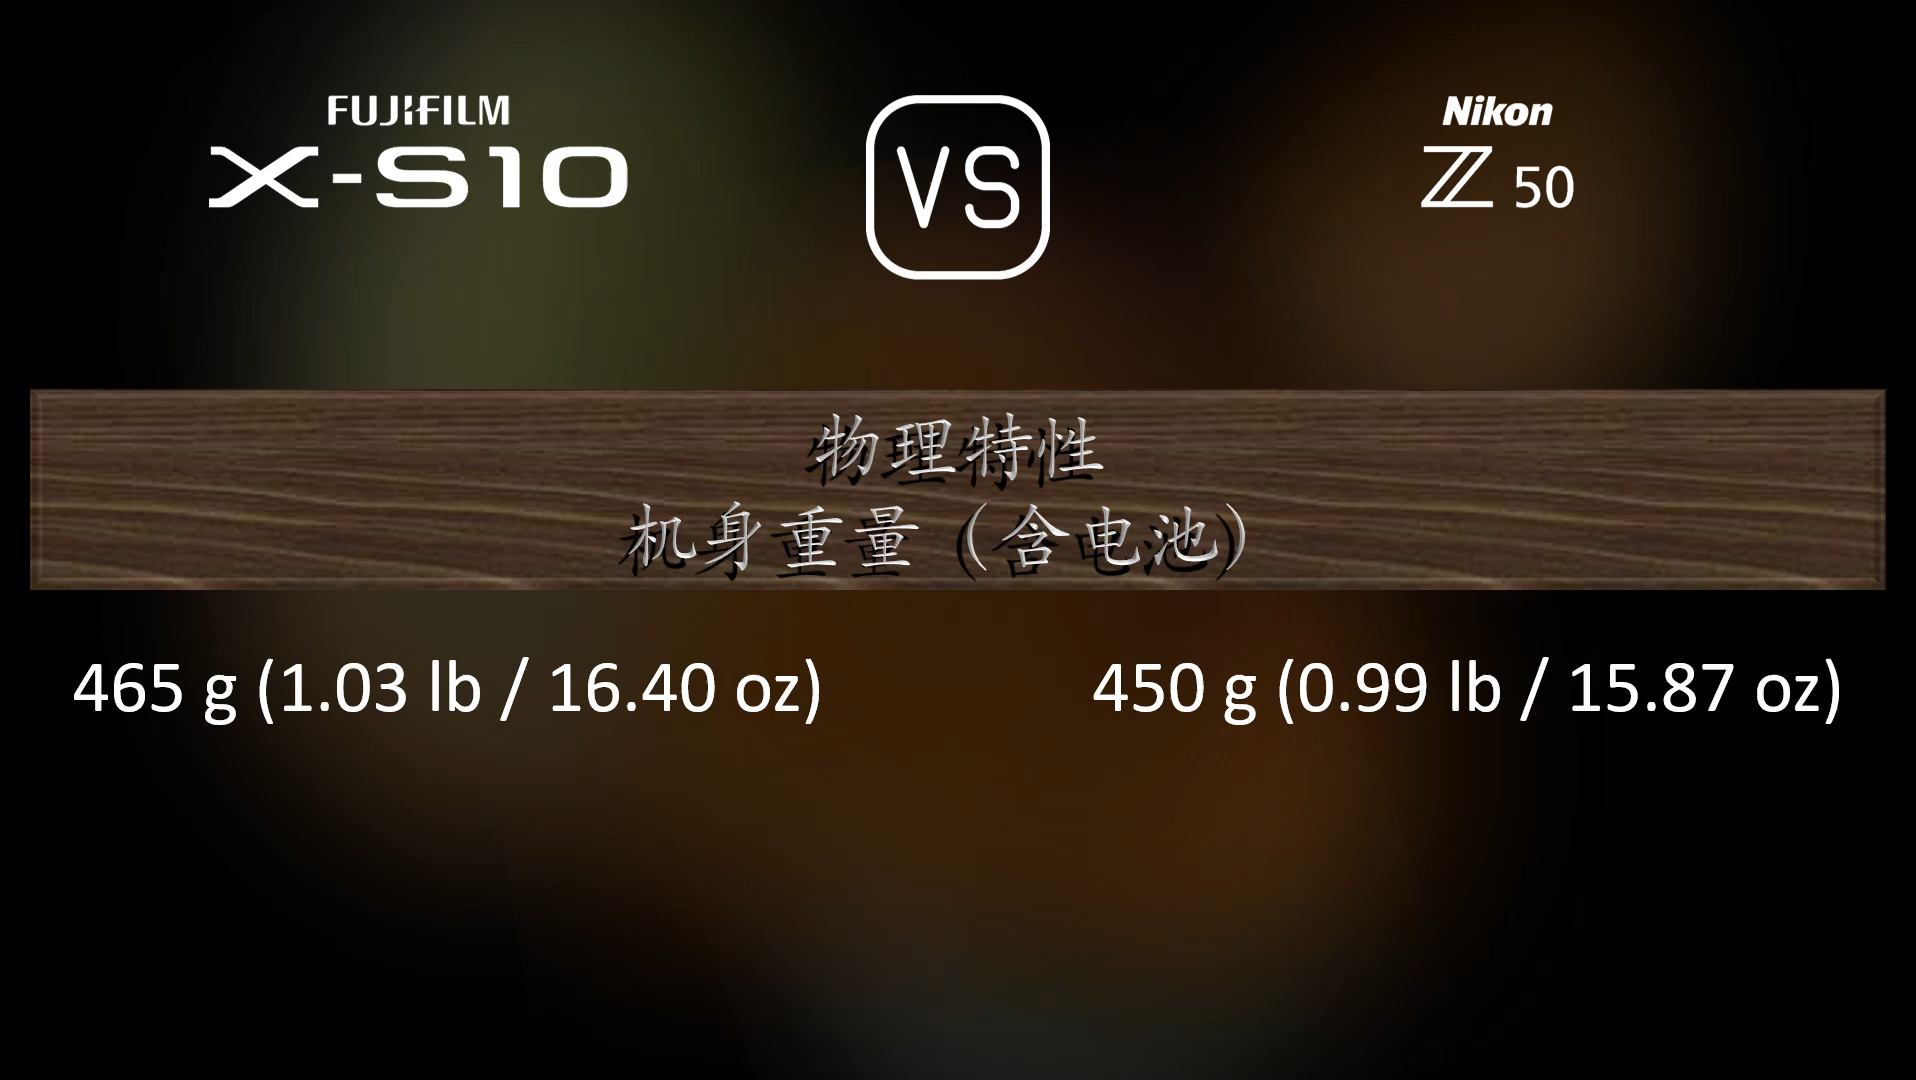 FUJIFILM
X-S10
VS
Nikon
Z 50
物理特性
机身重量（含电池）
465 g (1.03 lb / 16.40 oz)
450 g (0.99 lb / 15.87 oz)